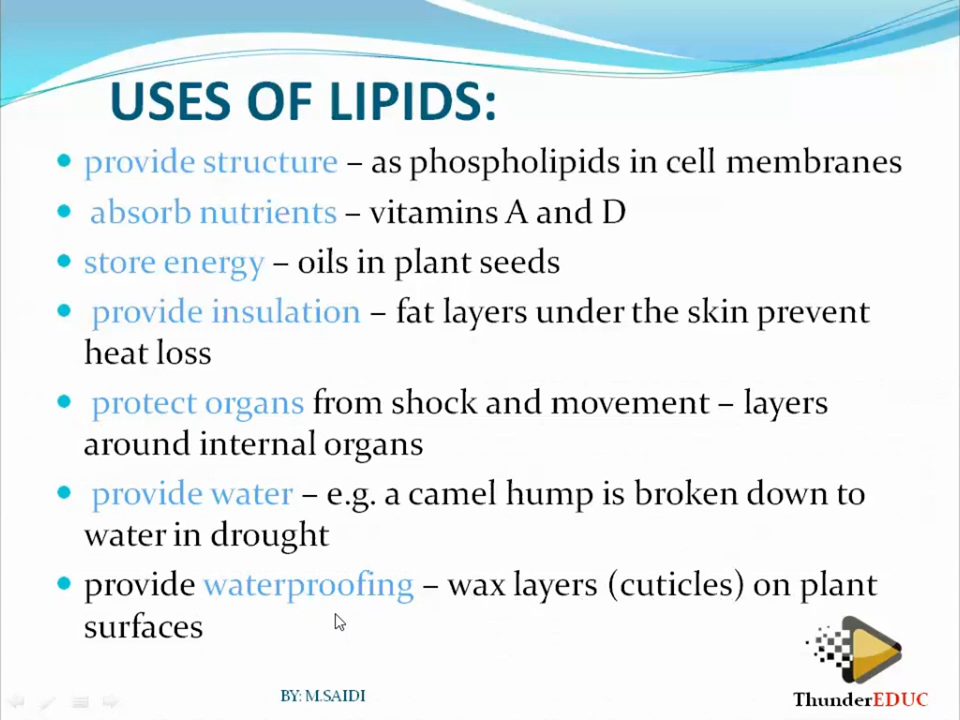 USES OF LIPIDS:
provide structure – as phospholipids in cell membranes
absorb nutrients – vitamins A and D
store energy – oils in plant seeds
provide insulation – fat layers under the skin prevent
heat loss
protect organs from shock and movement – layers
around internal organs
provide water – e.g. a camel hump is broken down to
water in drought
provide waterproofing – wax layers (cuticles) on plant
surfaces
BY: M.SAIDI
ThunderEDUC